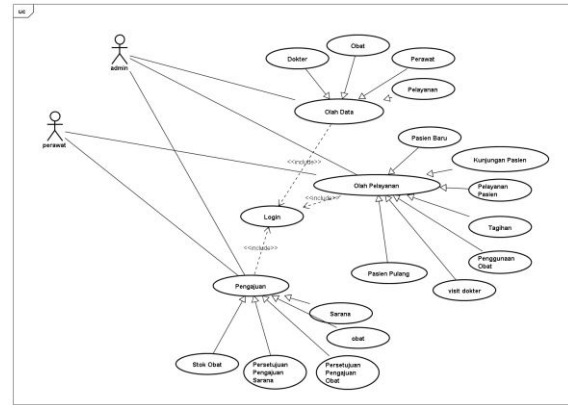 uc
admin
perawat
Dokter
Obat
Perawat
Pelayanan
Olah Data
Pasien Baru
Kunjungan Pasien
Pelayanan
Pasien
Olah Pelayanan
<<include>>
<<include>>
Login
<<include>>
Tagihan
Penggunaan
Obat
visit dokter
Pasien Pulang
Pengajuan
Sarana
obat
Stok Obat
Persetujuan
Pengajuan
Sarana
Persetujuan
Pengajuan
Obat